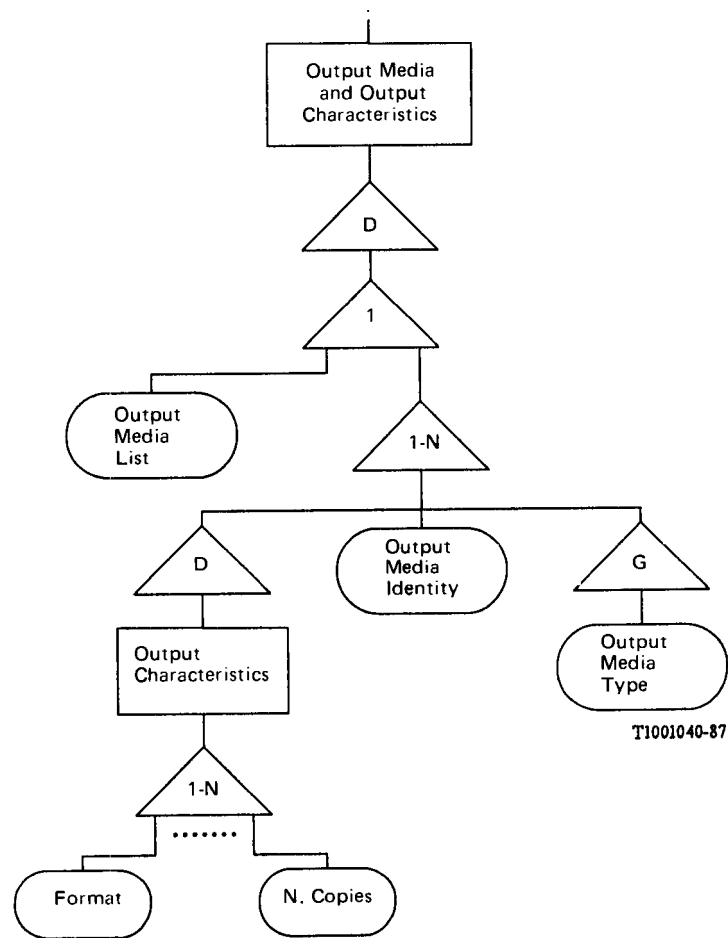 Output Media
and Output
Characteristics
D
1
Output
Media
List
1-N
D
Output
Media
Identity
G
Output
Characteristics
Output
Media
Type
T1001040-87
1-N
.......
Format
N. Copies